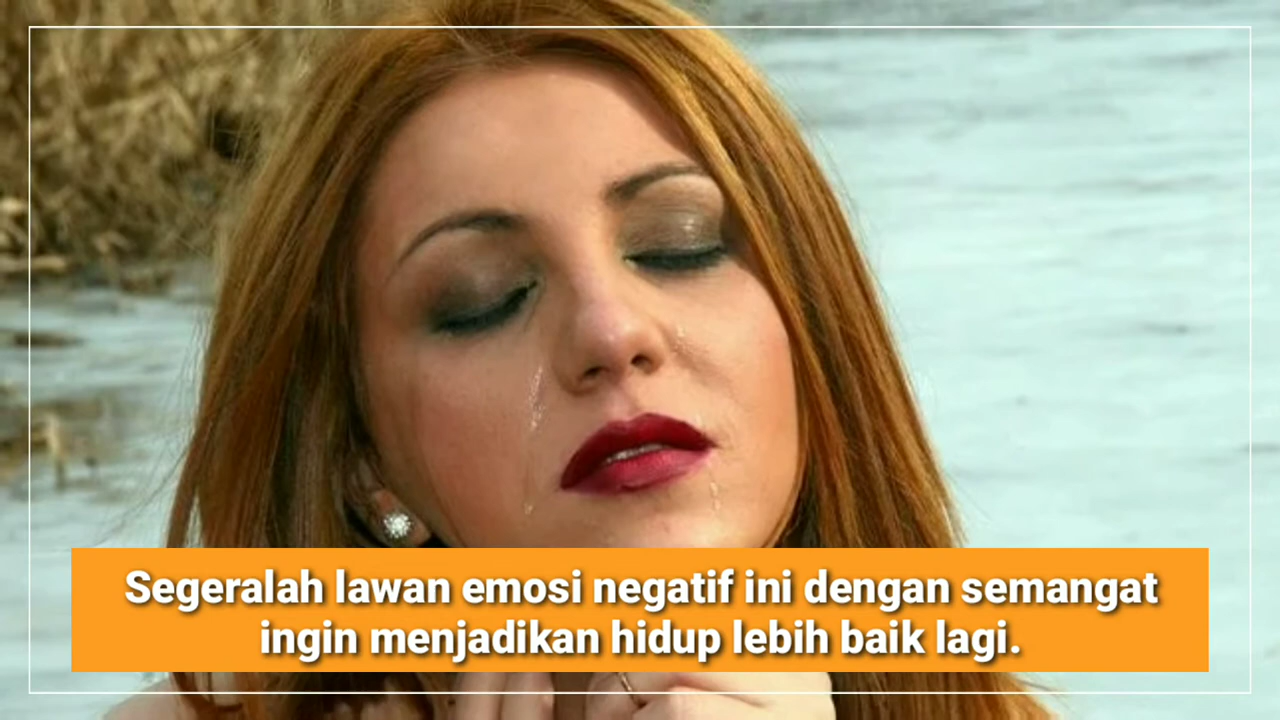 Segeralah lawan emosi negatif ini dengan semangat
ingin menjadikan hidup lebih baik lagi.